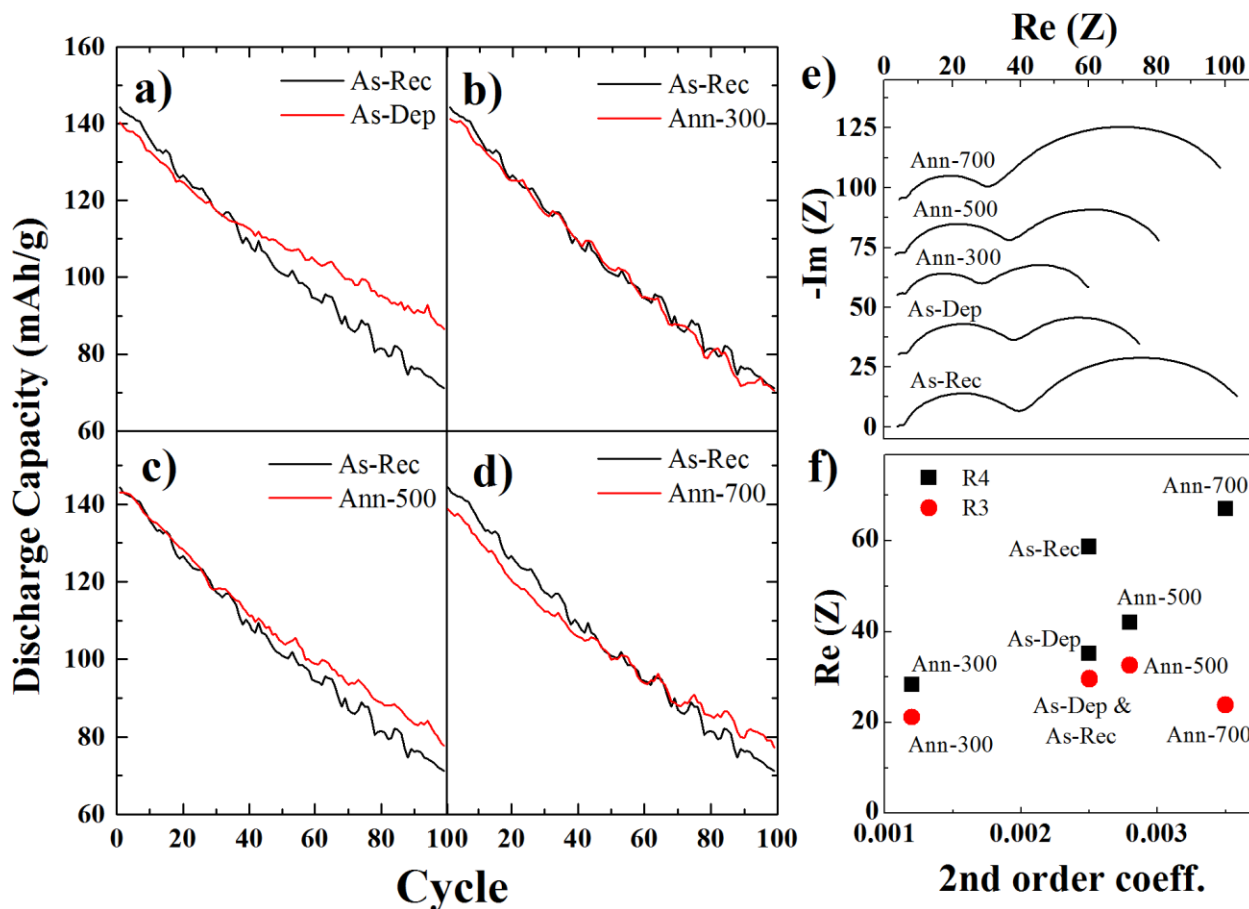 a)
As-Rec
As-Dep
b)
As-Rec
Ann-300
c)
As-Rec
Ann-500
d)
As-Rec
Ann-700
160
140
120
100
80
60
140
120
100
80
60
0 20 40 60 80 100 20 40 60 80 100
Discharge Capacity (mAh/g)
Cycle
Re (Z)
0 20 40 60 80 100
e)
125
100
75
50
25
0
-Im (Z)
Ann-700
Ann-500
Ann-300
As-Dep
As-Rec
f)
R4
R3
60
40
20
0
Re (Z)
Ann-700
As-Rec
Ann-500
As-Dep
Ann-300
Ann-500
As-Dep &
As-Rec
Ann-300
Ann-700
0.001 0.002 0.003
2nd order coeff.